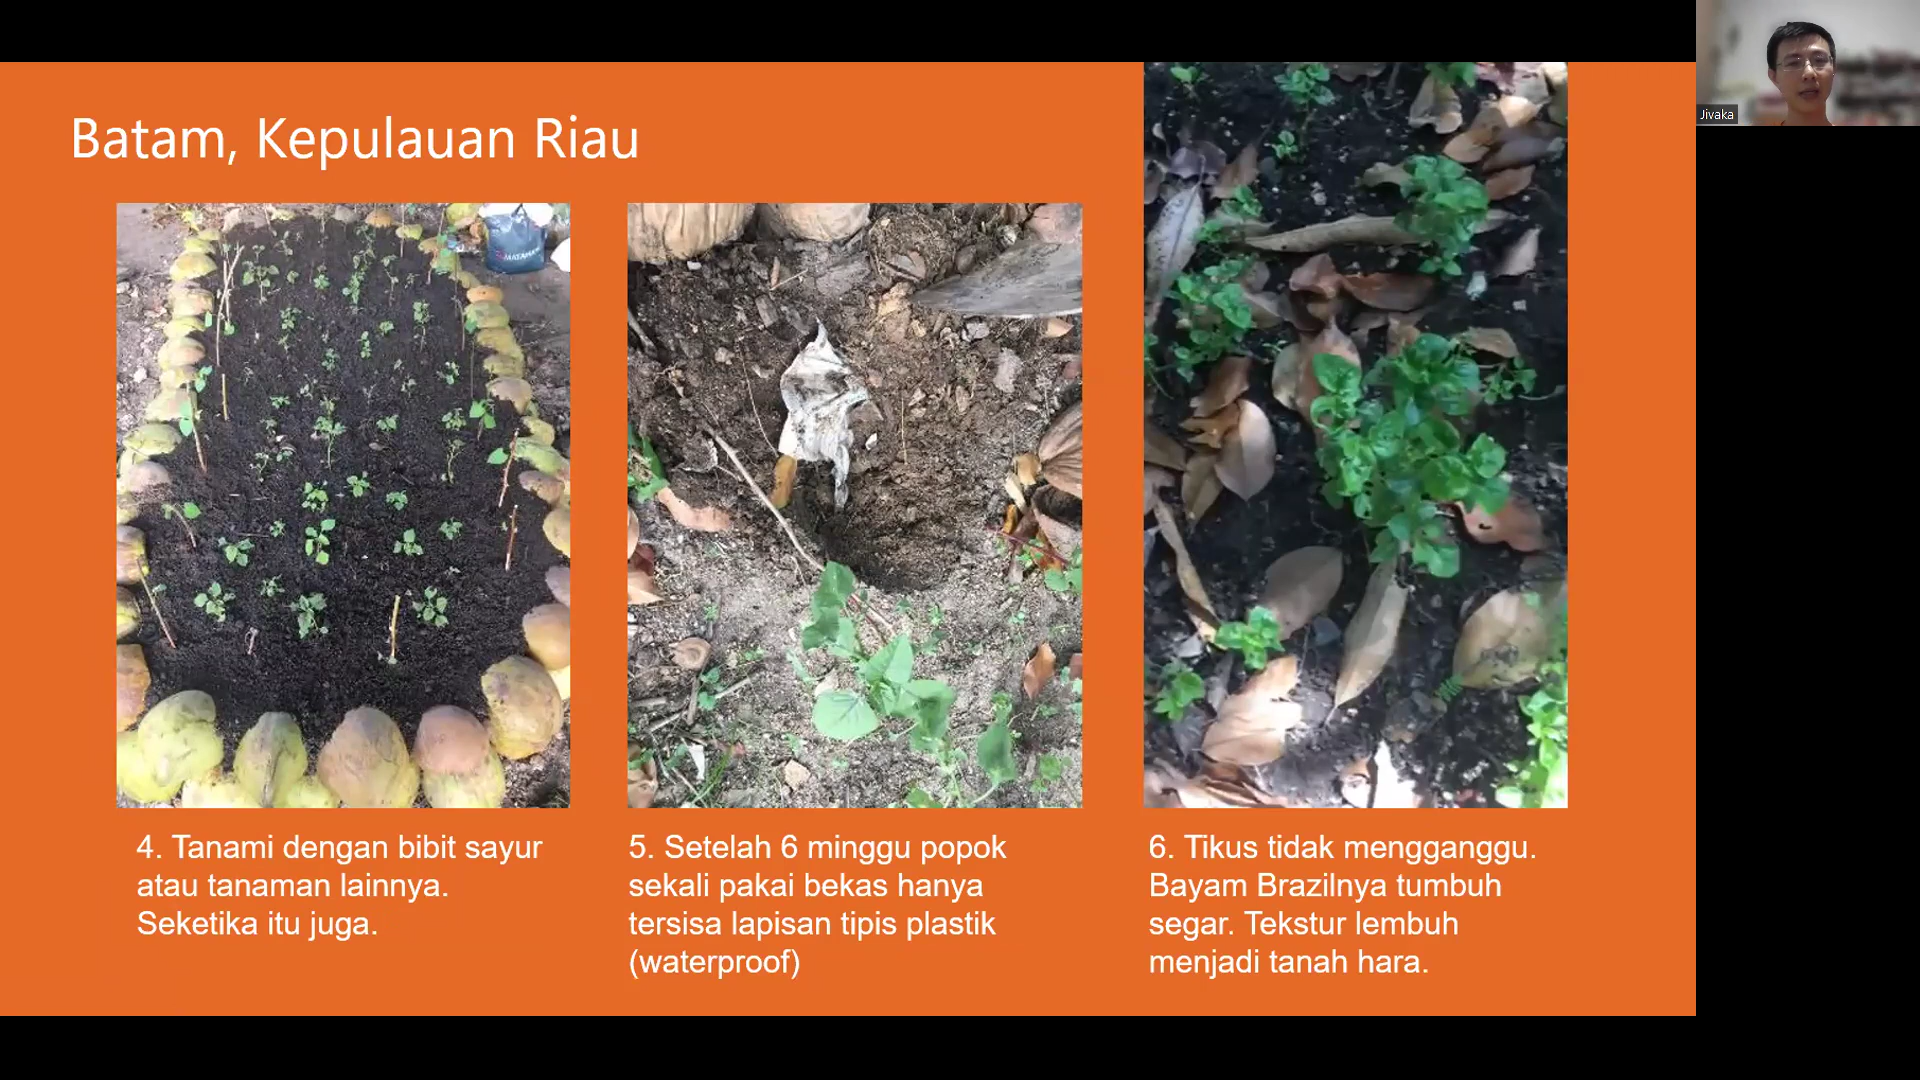 Batam, Kepulauan Riau
4. Tanami dengan bibit sayur
atau tanaman lainnya.
Seketika itu juga.
5. Setelah 6 minggu popok
sekali pakai bekas hanya
tersisa lapisan tipis plastik
(waterproof)
6. Tikus tidak mengganggu.
Bayam Brazilnya tumbuh
segar. Tekstur lembuh
menjadi tanah hara.
Jivaka